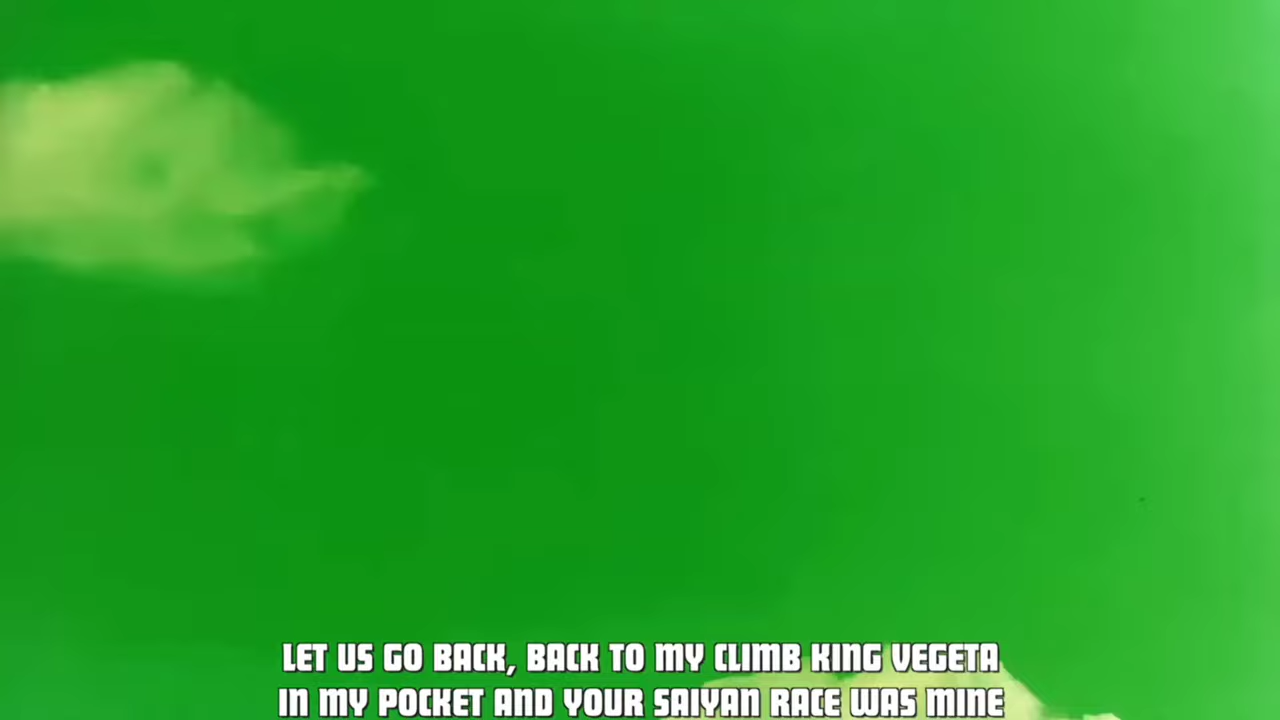 LET US GO BACK, BACK TO MY CLIMB KING VEGETA
IN MY POCKET AND YOUR SAIYAN RACE WAS MINE